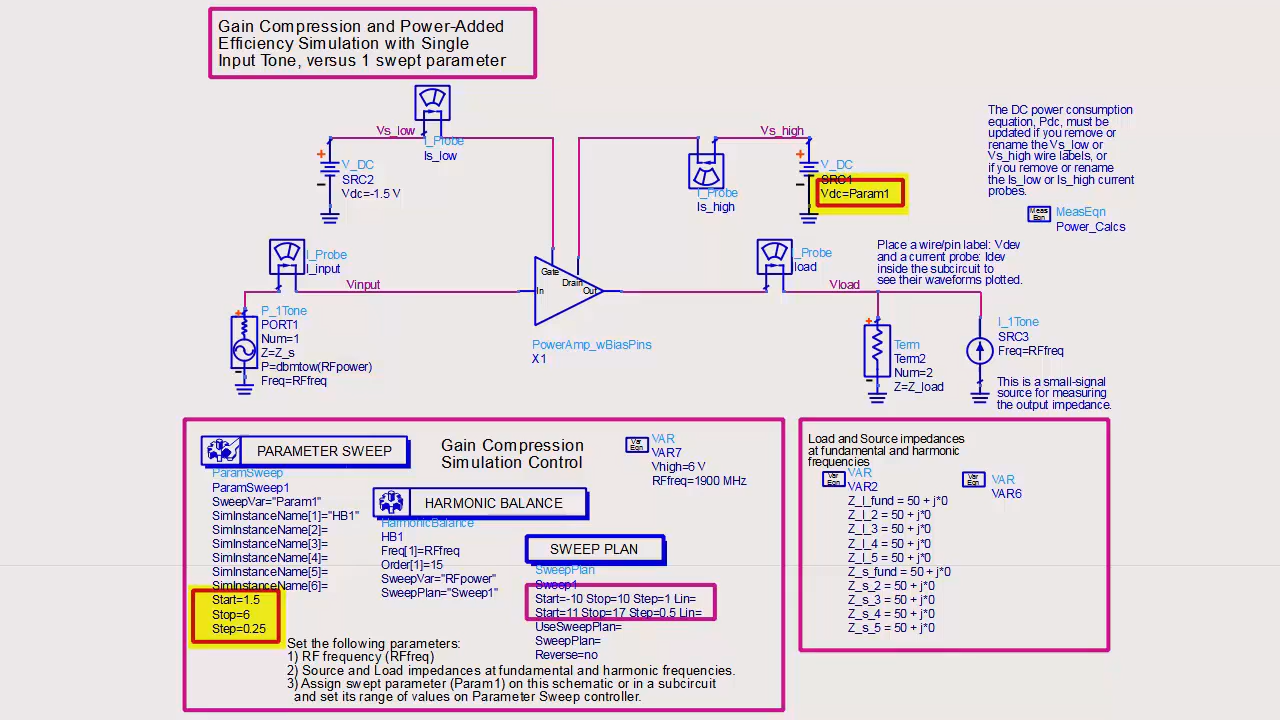 Gain Compression and Power-Added
Efficiency Simulation with Single
Input Tone, versus 1 swept parameter
Vs_low
I_Probe
Is_low
V_DC
SRC2
Vdc=-1.5 V
Vs_high
I_Probe
Is_high
V_DC
SRC1
Vdc=Param1
The DC power consumption
equation, Pdc, must be
updated if you remove or
rename the Vs_low or
Vs_high wire labels, or
if you remove or rename
the Is_low or Is_high current
probes.
Meas
Eqn
MeasEqn
Power_Calcs
I_Probe
I_input
Vinput
Gate
Drain
In
Out
I_Probe
load
Place a wire/pin label: Vdev
and a current probe: Idev
inside the subcircuit to
see their waveforms plotted.
Vload
P_1Tone
PORT1
Num=1
Z=Z_s
P=dbmtow(RFpower)
Freq=RFfreq
PowerAmp_wBiasPins
X1
Term
Term2
Num=2
Z=Z_load
I_1Tone
SRC3
Freq=RFfreq
This is a small-signal
source for measuring
the output impedance.
PARAMETER SWEEP
ParamSweep
ParamSweep1
SweepVar="Param1"
SimInstanceName[1]="HB1"
SimInstanceName[2]=
SimInstanceName[3]=
SimInstanceName[4]=
SimInstanceName[5]=
SimInstanceName[6]=
Start=1.5
Stop=6
Step=0.25
Gain Compression
Simulation Control
HARMONIC BALANCE
HarmonicBalance
HB1
Freq[1]=RFfreq
Order[1]=15
SweepVar="RFpower"
SweepPlan="Sweep1"
Var
Eqn
VAR
VAR7
Vhigh=6 V
RFfreq=1900 MHz
SWEEP PLAN
SweepPlan
Sweep1
Start=-10 Stop=10 Step=1 Lin=
Start=11 Stop=17 Step=0.5 Lin=
UseSweepPlan=
SweepPlan=
Reverse=no
Set the following parameters:
1) RF frequency (RFfreq)
2) Source and Load impedances at fundamental and harmonic frequencies.
3) Assign swept parameter (Param1) on this schematic or in a subcircuit
and set its range of values on Parameter Sweep controller.
Load and Source impedances
at fundamental and harmonic
frequencies
Var
Eqn
VAR
VAR2
Z_l_fund = 50 + j*0
Z_l_2 = 50 + j*0
Z_l_3 = 50 + j*0
Z_l_4 = 50 + j*0
Z_l_5 = 50 + j*0
Z_s_fund = 50 + j*0
Z_s_2 = 50 + j*0
Z_s_3 = 50 + j*0
Z_s_4 = 50 + j*0
Z_s_5 = 50 + j*0
Var
Eqn
VAR
VAR6